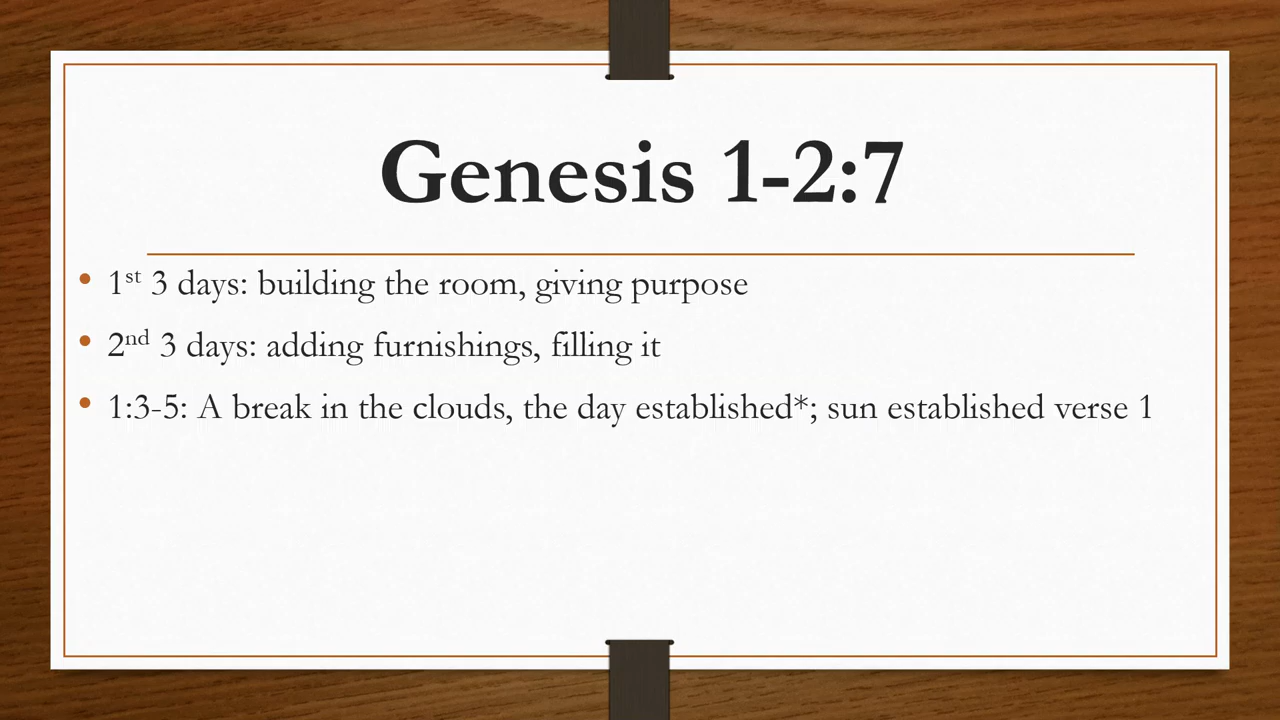 Genesis 1-2:7
• 1st 3 days: building the room, giving purpose
• 2nd 3 days: adding furnishings, filling it
• 1:3-5: A break in the clouds, the day established*; sun established verse 1